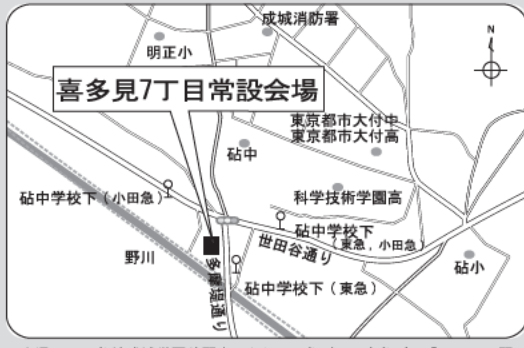 成城消防署
N
明正小
喜多見7丁目常設会場
東京都市大付中
東京都市大付高
砧中
砧中学校下（小田急）
科学技術学園高
砧中学校下
（東急，小田急）
世田谷通り
野川
砧小
多摩堤通り
砧中学校下（東急）